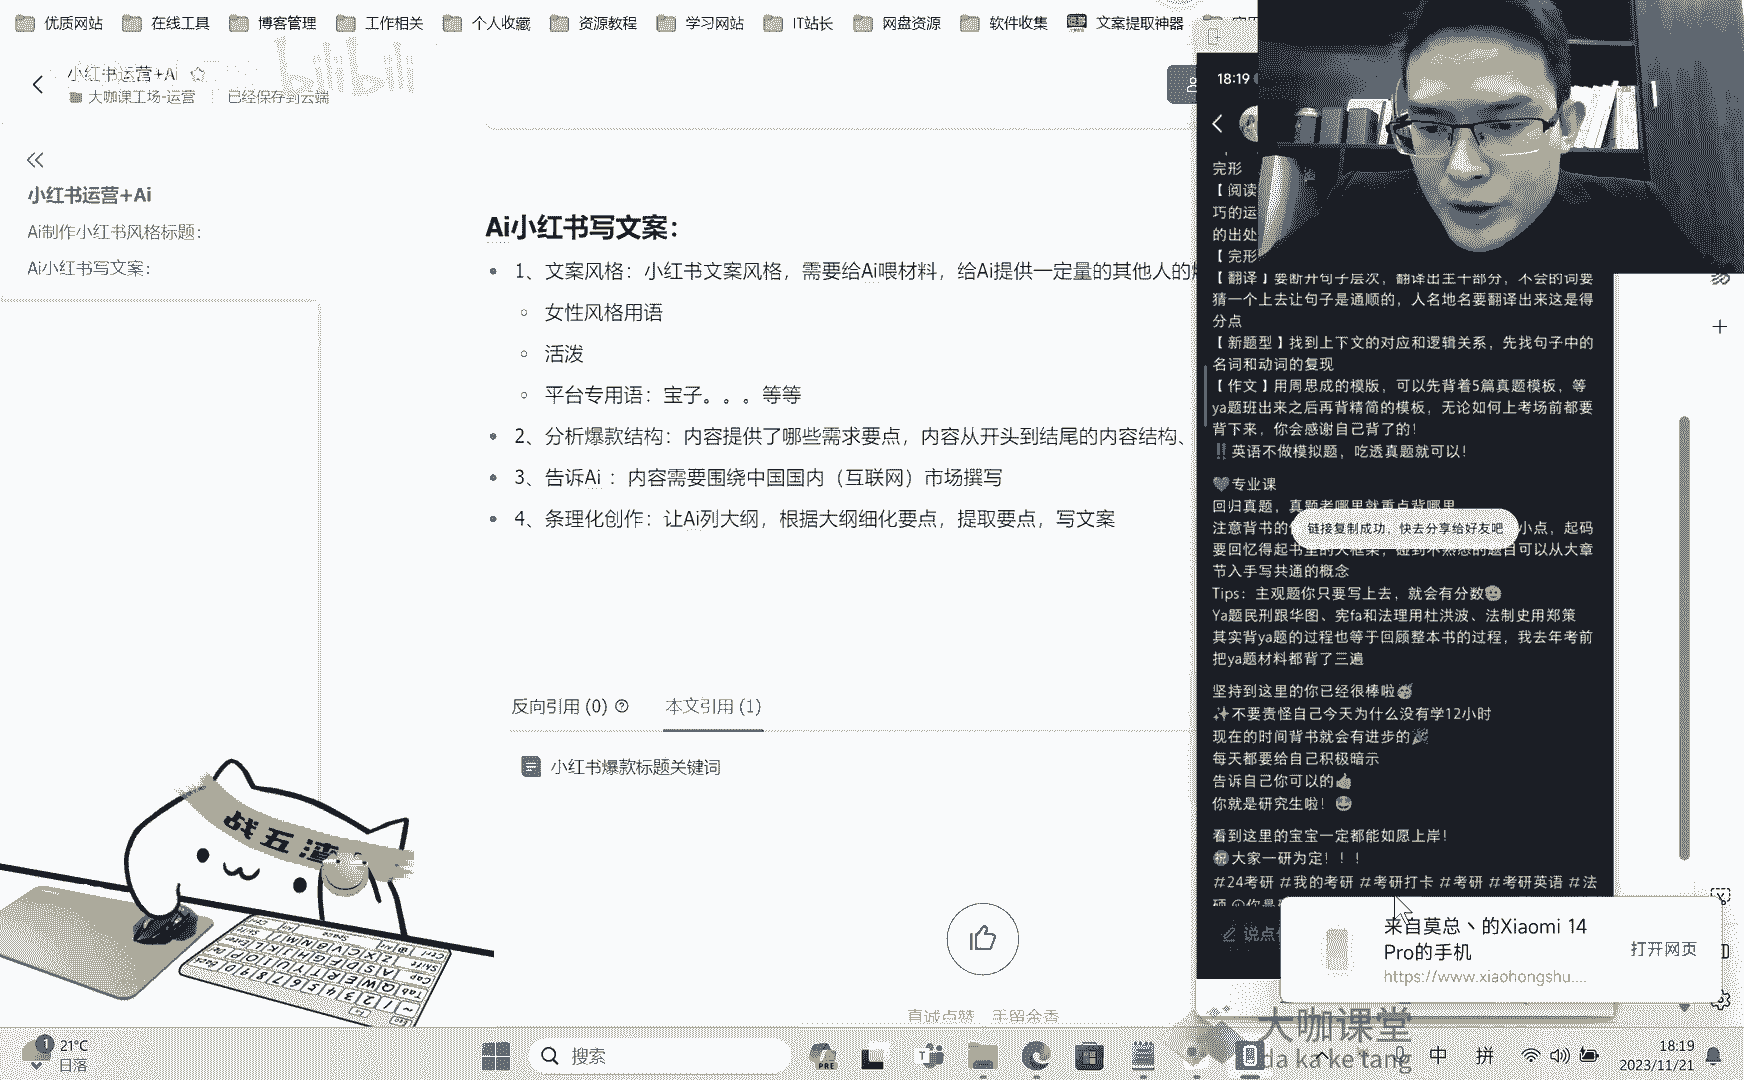 优质网站 在线工具 博客管理 工作相关 个人收藏 资源教程 学习网站 IT站长 网盘资源 软件收集 文案提取神器
小红书运营+Ai
大咖课工场-运营 已经保存到云端
bilibili
小红书运营+Ai
Ai制作小红书风格标题：
Ai小红书写文案：
Ai小红书写文案：
1、文案风格：小红书文案风格，需要给Ai喂材料，给Ai提供一定量的其他人的
女性风格用语
活泼
平台专用语：宝子。。。等等
2、分析爆款结构：内容提供了哪些需求要点，内容从开头到结尾的内容结构、
3、告诉Ai ：内容需要围绕中国国内（互联网）市场撰写
4、条理化创作：让Ai列大纲，根据大纲细化要点，提取要点，写文案
反向引用 (0)
本文引用 (1)
小红书爆款标题关键词
真诚点赞，手留余香
18:19
完形
【阅读
巧的运
的出处
【完形
【翻译】要断开句子层次，翻译出主干部分，不会的词要
猜一个上去让句子是通顺的，人名地名要翻译出来这是得
分点
【新题型】找到上下文的对应和逻辑关系，先找句子中的
名词和动词的复现
【作文】用周思成的模版，可以先背着5篇真题模板，等
ya题班出来之后再背精简的模板，无论如何上考场前都要
背下来，你会感谢自己背了的！
‼️英语不做模拟题，吃透真题就可以！
专业课
回归真题，真题考哪里就重点背哪里
注意背书的
小点，起码
链接复制成功，快去分享给好友吧
要回忆得起书里的大框架，碰到不熟悉的题目可以从大章
节入手写共通的概念
Tips：主观题你只要写上去，就会有分数
Ya题民刑跟华图、宪fa和法理用杜洪波、法制史用郑策
其实背ya题的过程也等于回顾整本书的过程，我去年考前
把ya题材料都背了三遍
坚持到这里的你已经很棒啦
✨不要责怪自己今天为什么没有学12小时
现在的时间背书就会有进步的
每天都要给自己积极暗示
告诉自己你可以的
你就是研究生啦！
看到这里的宝宝一定都能如愿上岸！
㊗大家一研为定！！！
#24考研 #我的考研 #考研打卡 #考研 #考研英语 #法
说点
来自莫总丶的Xiaomi 14
Pro的手机
https://www.xiaohongshu....
打开网页
大咖课堂
da ka ke tang
战五渣
1
21°C
日落
搜索
PRE
中 拼
18:19
2023/11/21